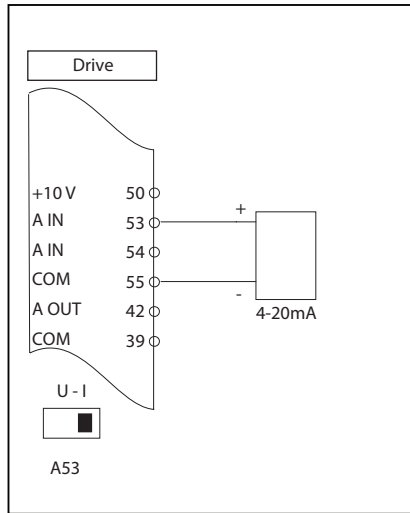 Drive
+10 V 50
A IN 53
+
A IN 54
COM 55
-
A OUT 42
4-20mA
COM 39
U - I
A53